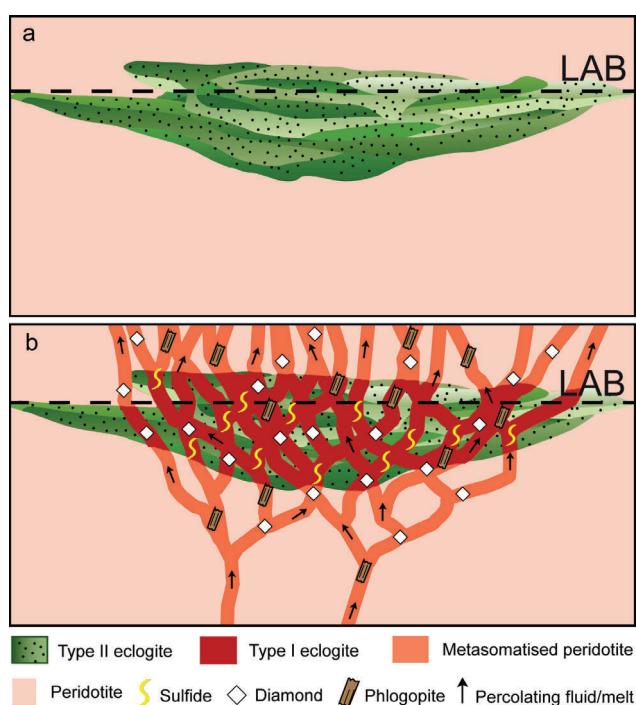 a
LAB
b
LAB
Type II eclogite Type I eclogite Metasomatised peridotite
Peridotite Sulfide Diamond Phlogopite Percolating fluid/melt